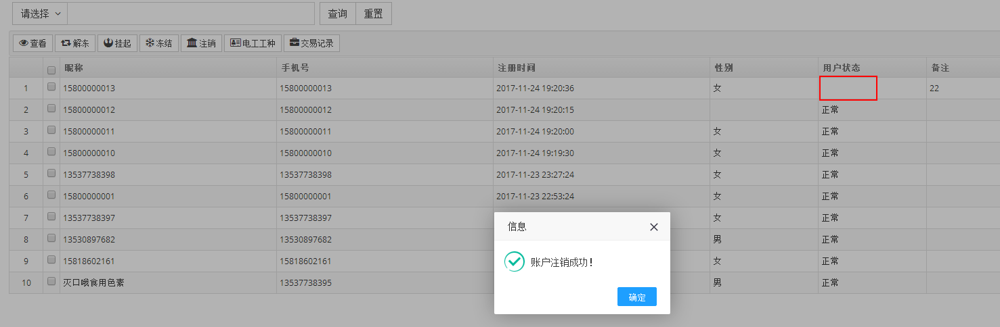 请选择 查询 重置
查看 解冻 挂起 冻结 注销 电工工种 交易记录
昵称 手机号 注册时间 性别 用户状态 备注
1 15800000013 15800000013 2017-11-24 19:20:36 女 22
2 15800000012 15800000012 2017-11-24 19:20:15 正常
3 15800000011 15800000011 2017-11-24 19:20:00 女 正常
4 15800000010 15800000010 2017-11-24 19:19:30 女 正常
5 13537738398 13537738398 2017-11-23 23:27:24 女 正常
6 15800000001 15800000001 2017-11-23 22:53:24 女 正常
7 13537738397 13537738397 女 正常
8 13530897682 13530897682 男 正常
9 15818602161 15818602161 女 正常
10 灭口哦食用色素 13537738395 男 正常
信息
账户注销成功!
确定